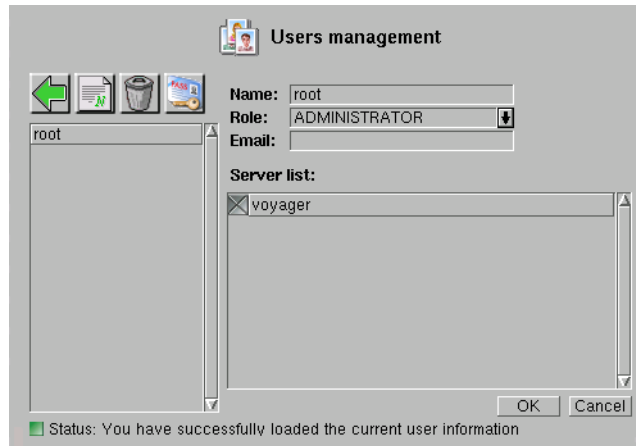 Users management
Name: root
Role: ADMINISTRATOR
Email:
root
Server list:
voyager
OK Cancel
Status: You have successfully loaded the current user information